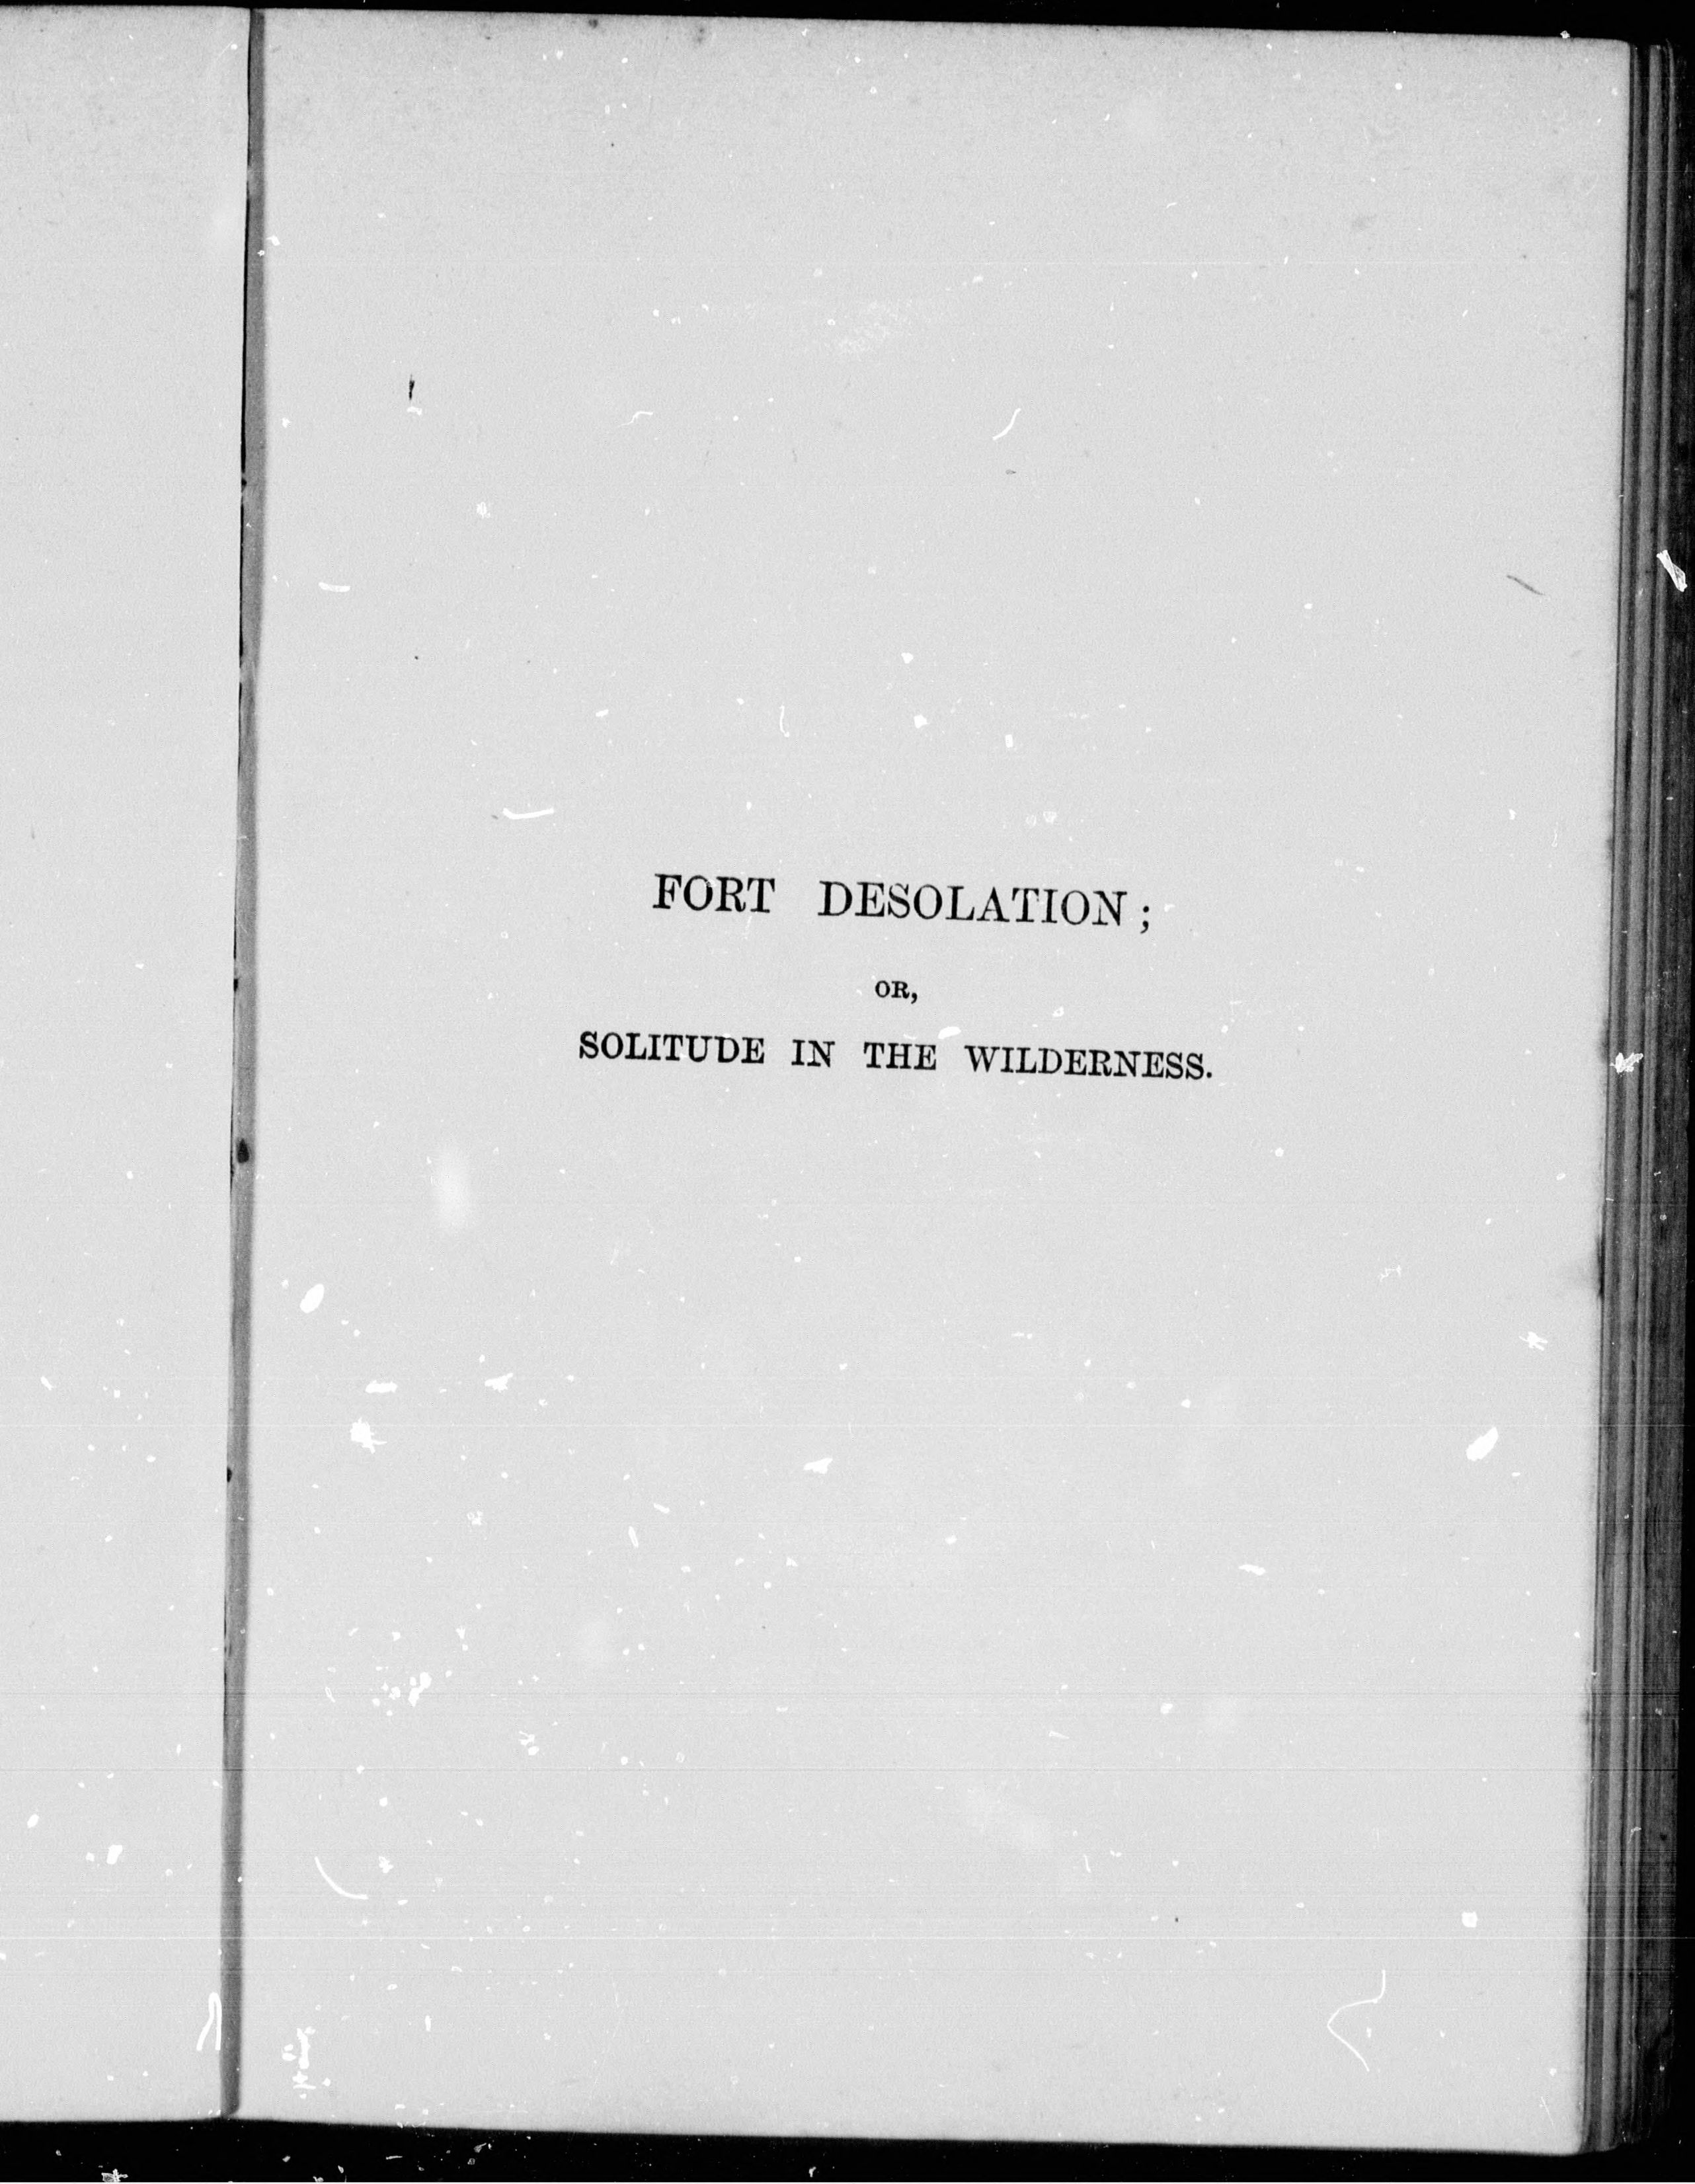 FORT DESOLATION;
OR,
SOLITUDE IN THE WILDERNESS.